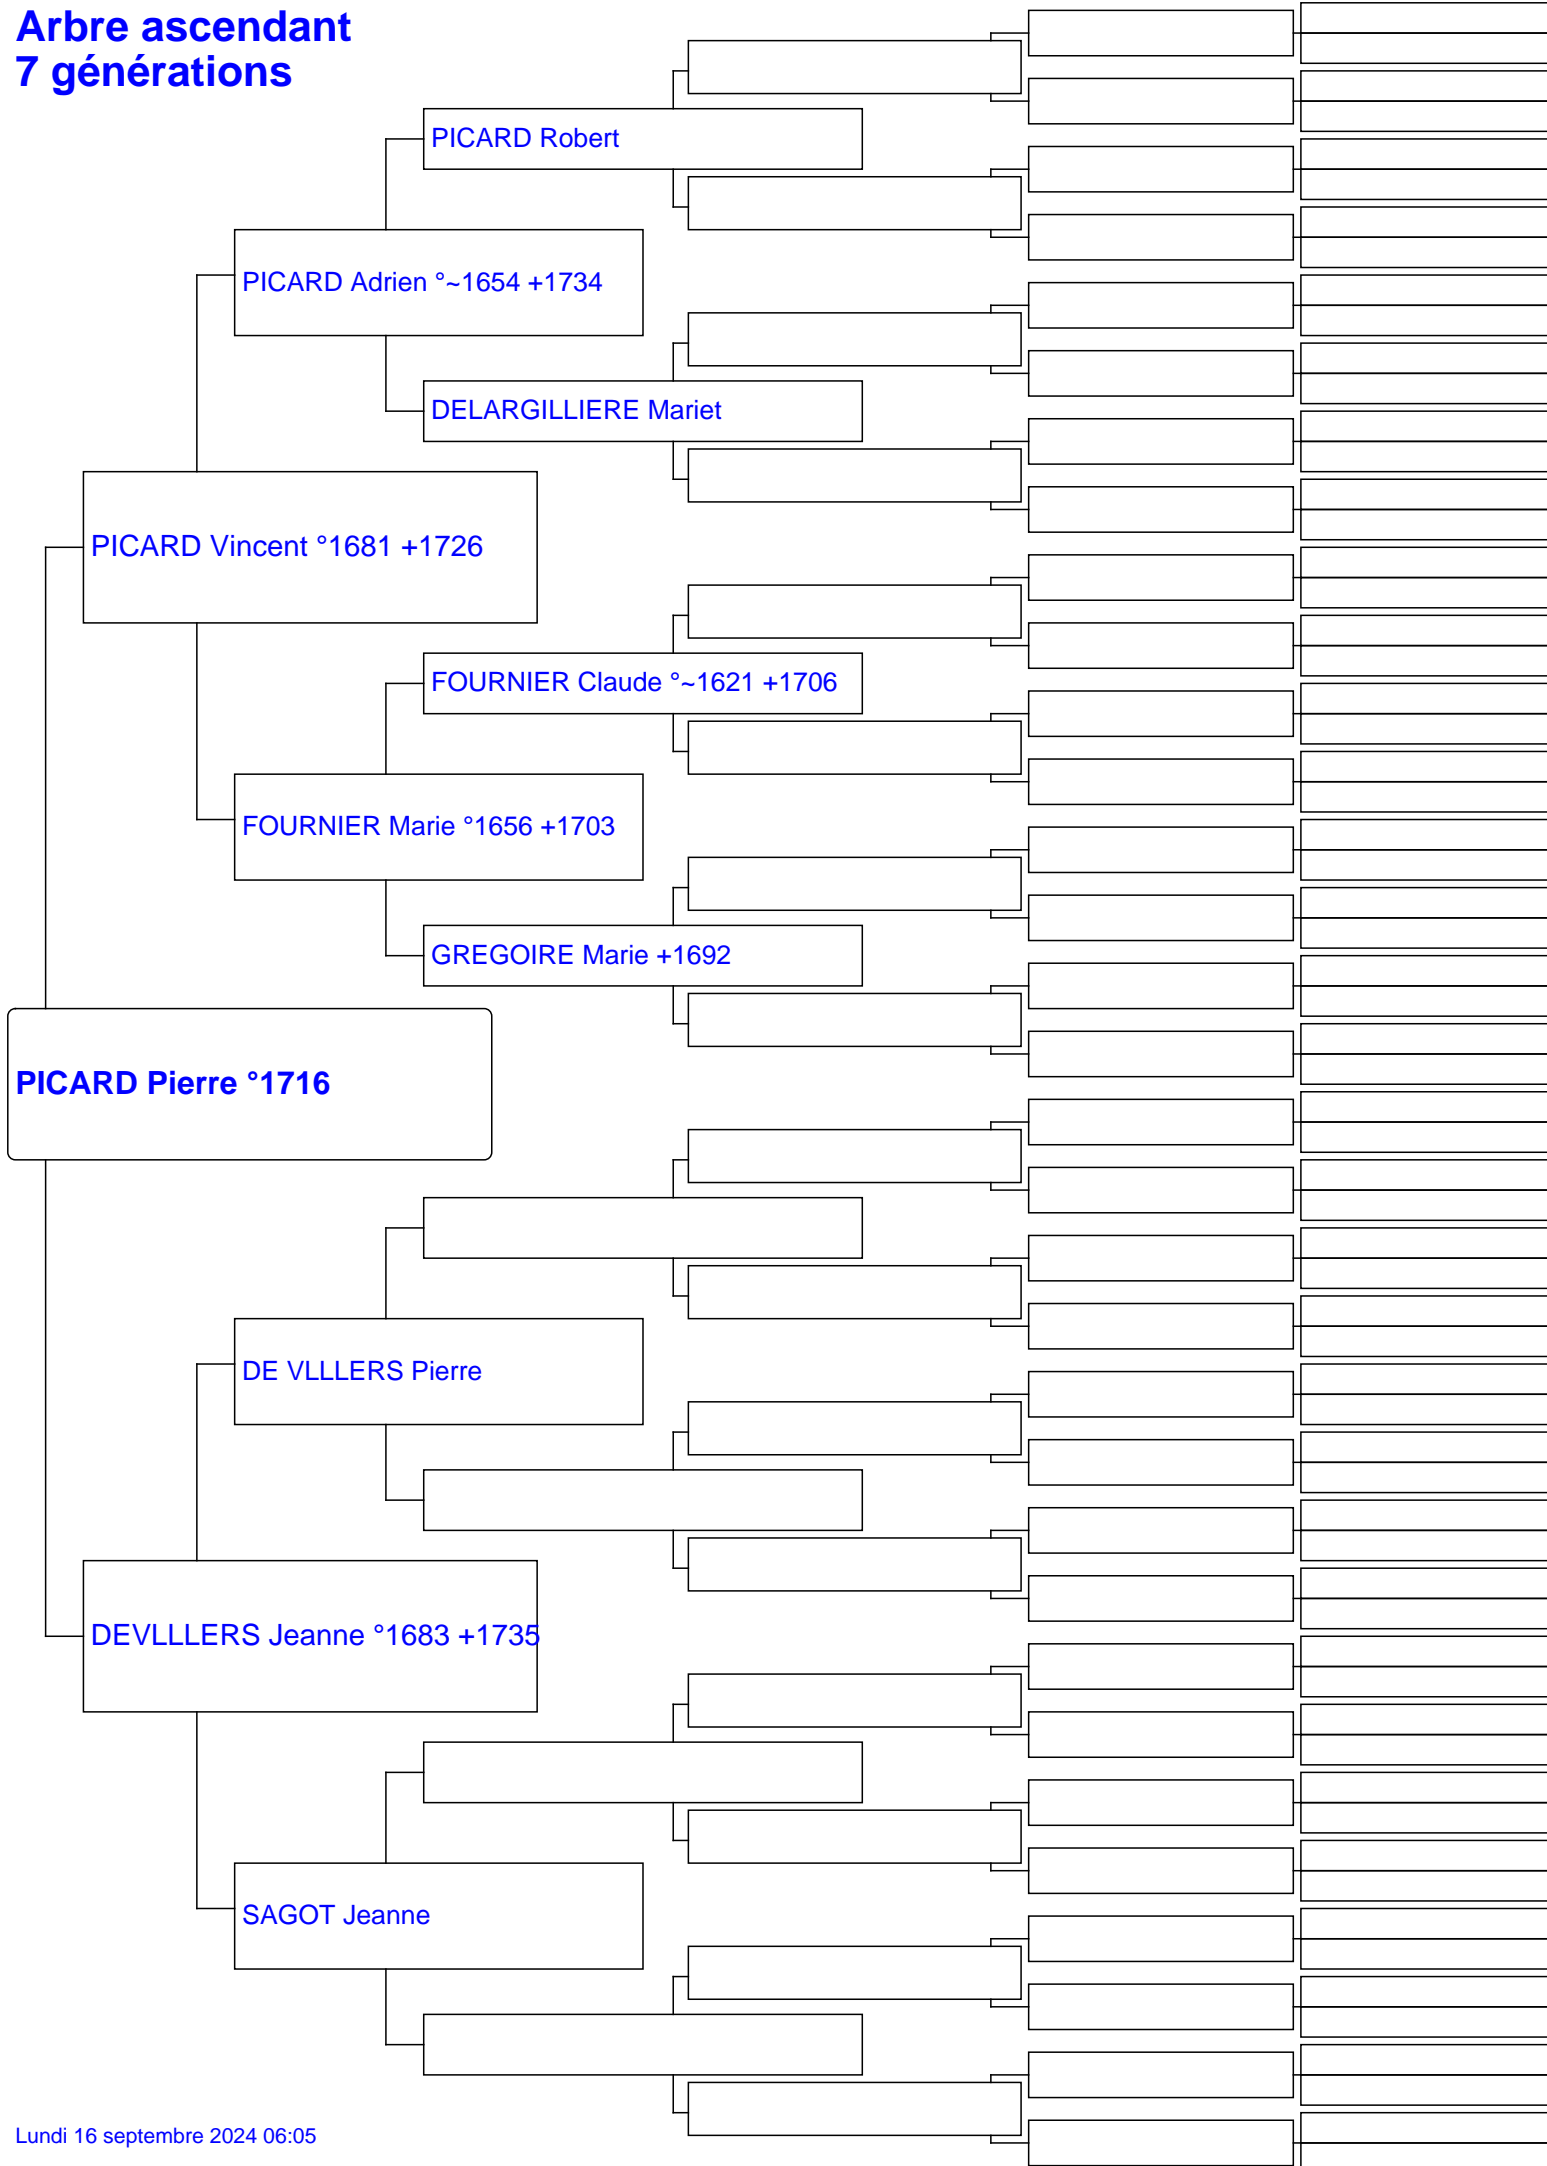 Arbre ascendant
7 générations
PICARD Robert
PICARD Adrien °~1654 +1734
DELARGILLIERE Mariet
PICARD Vincent °1681 +1726
FOURNIER Claude °~1621 +1706
FOURNIER Marie °1656 +1703
GREGOIRE Marie +1692
PICARD Pierre °1716
DE VLLLERS Pierre
DEVLLLERS Jeanne °1683 +1735
SAGOT Jeanne
Lundi 16 septembre 2024 06:05